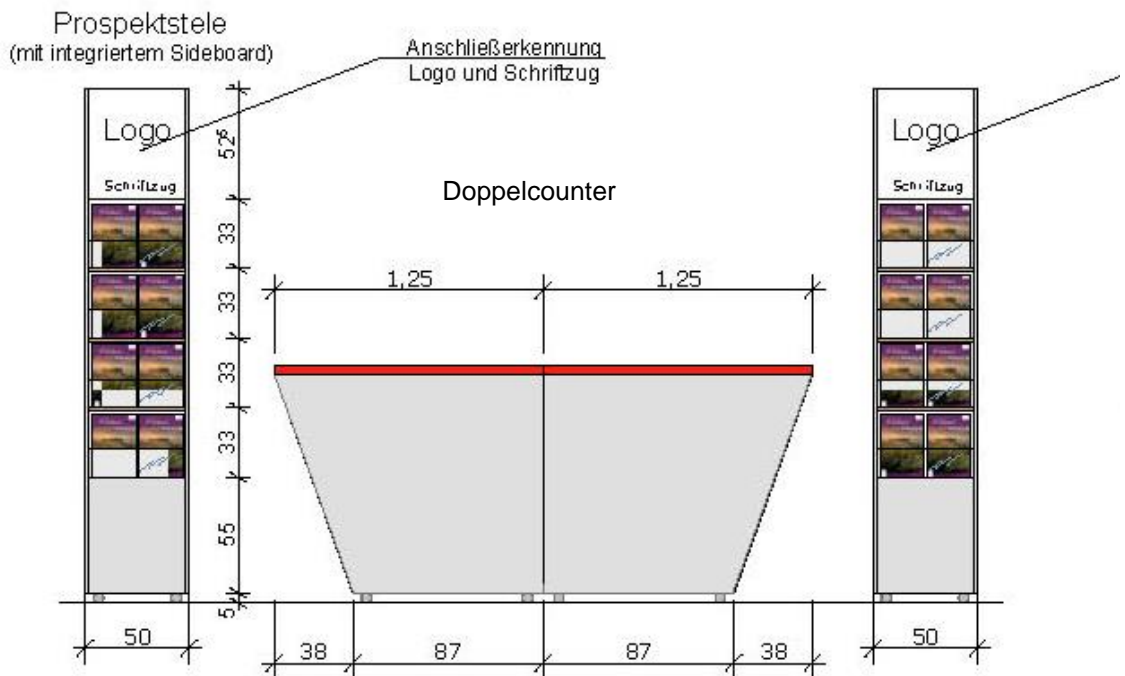 Prospektstele
(mit integriertem Sideboard)
Anschließerkennung
Logo und Schriftzug
Logo
Schriftzug
Doppelcounter
Logo
Schriftzug
52⁶
33
33
33
33
55
5
1,25
1,25
50
38
87
87
38
50